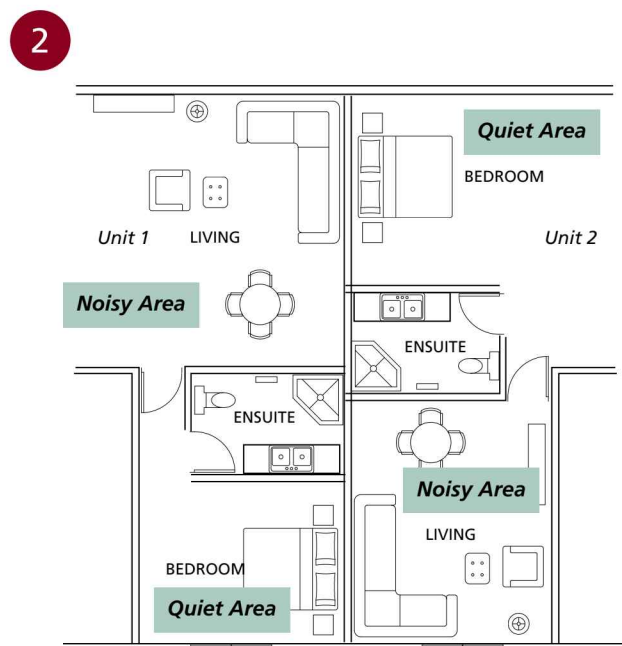 2
Quiet Area
BEDROOM
Unit 1
LIVING
Unit 2
Noisy Area
ENSUITE
ENSUITE
Noisy Area
LIVING
BEDROOM
Quiet Area